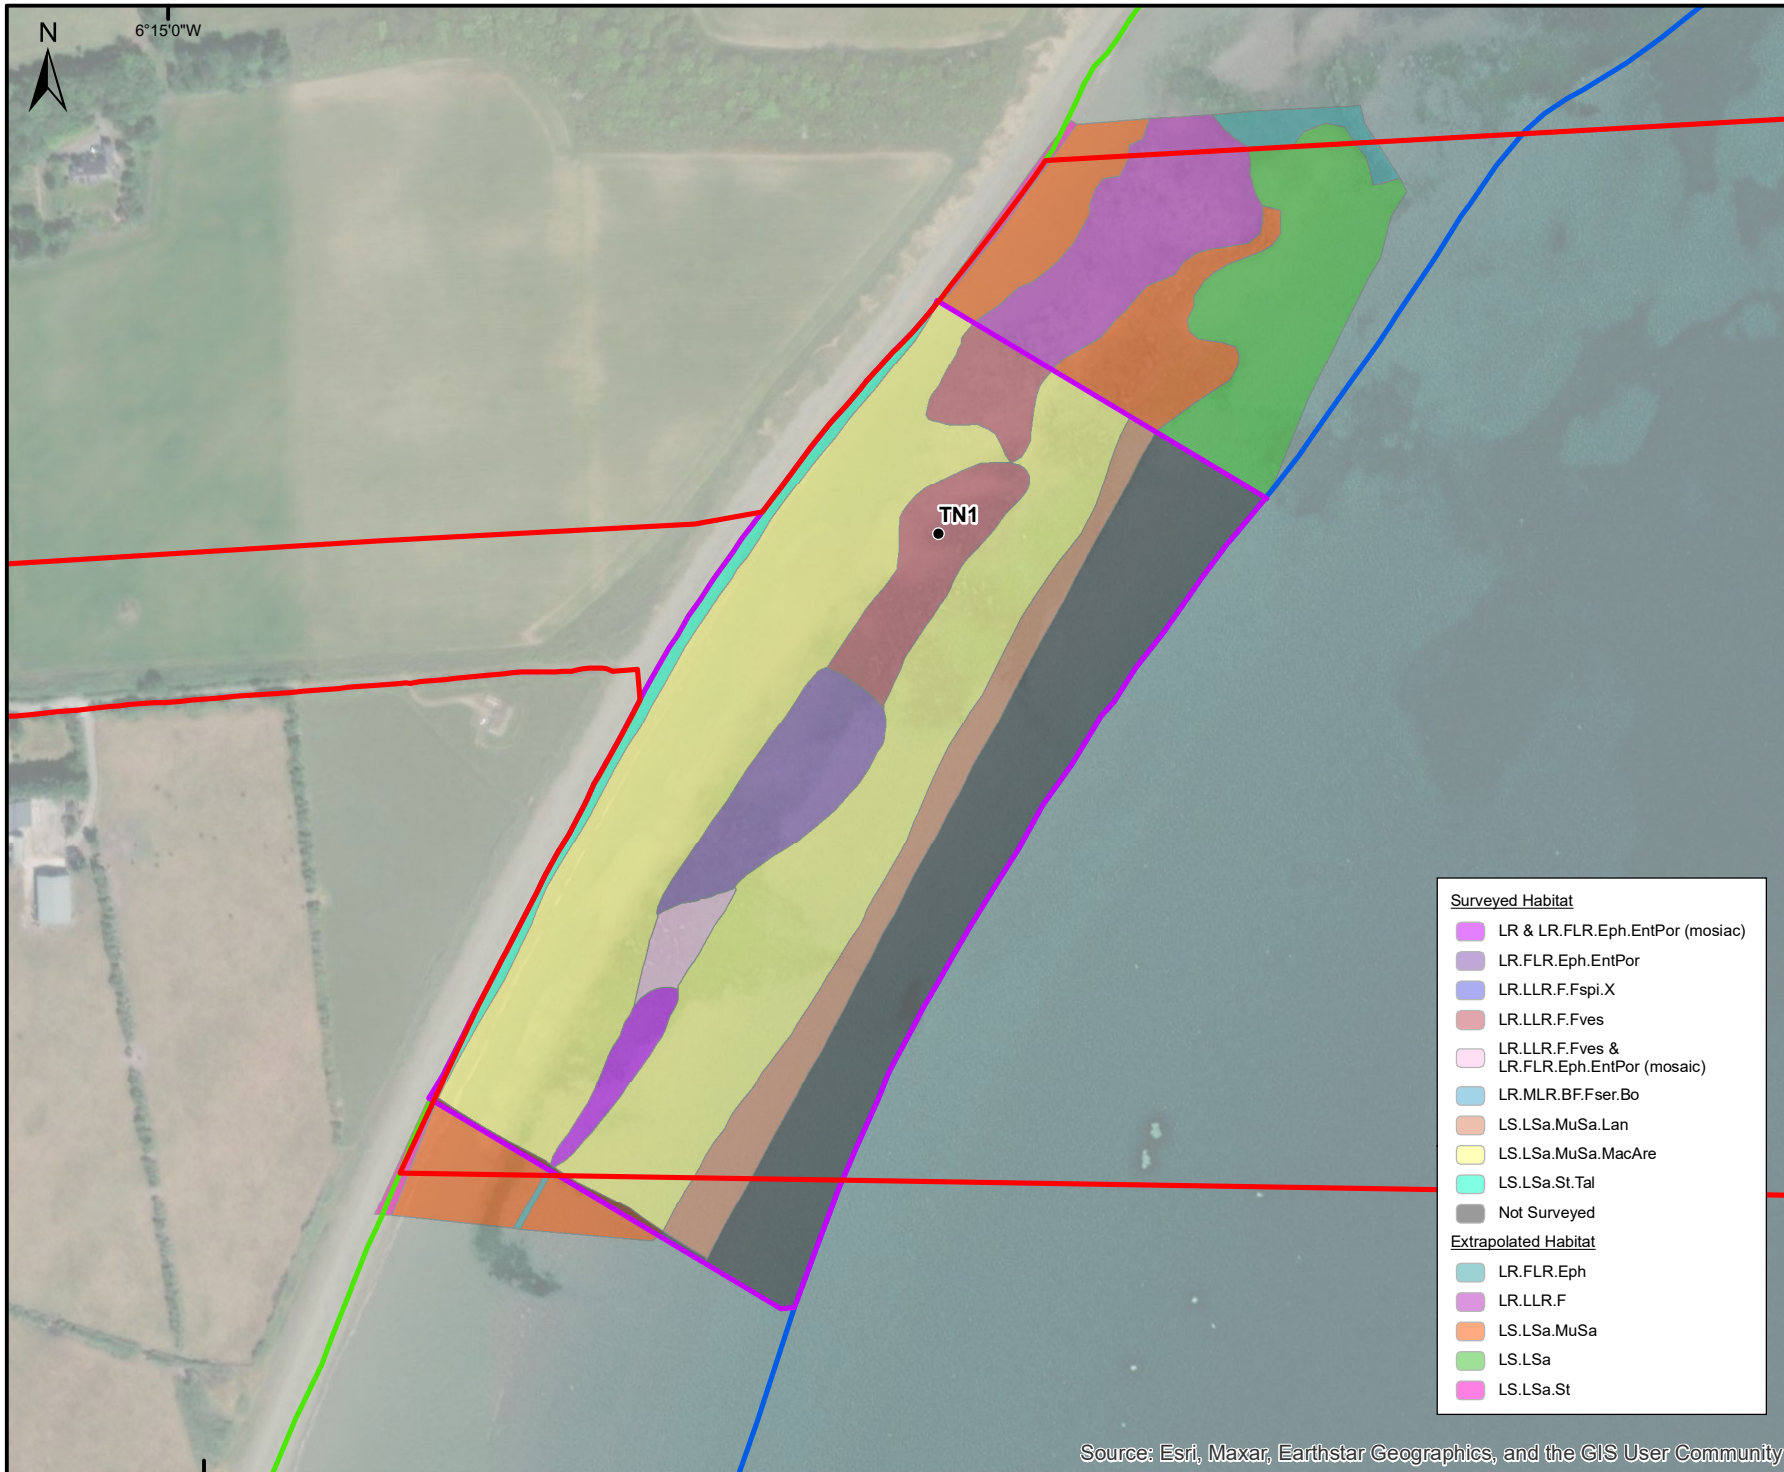 N
6°15'0"W
TN1
Surveyed Habitat
LR & LR.FLR.Eph.EntPor (mosiac)
LR.FLR.Eph.EntPor
LR.LLR.F.Fspi.X
LR.LLR.F.Fves
LR.LLR.F.Fves &
LR.FLR.Eph.EntPor (mosaic)
LR.MLR.BF.Fser.Bo
LS.LSa.MuSa.Lan
LS.LSa.MuSa.MacAre
LS.LSa.St.Tal
Not Surveyed
Extrapolated Habitat
LR.FLR.Eph
LR.LLR.F
LS.LSa.MuSa
LS.LSa
LS.LSa.St
Source: Esri, Maxar, Earthstar Geographics, and the GIS User Community